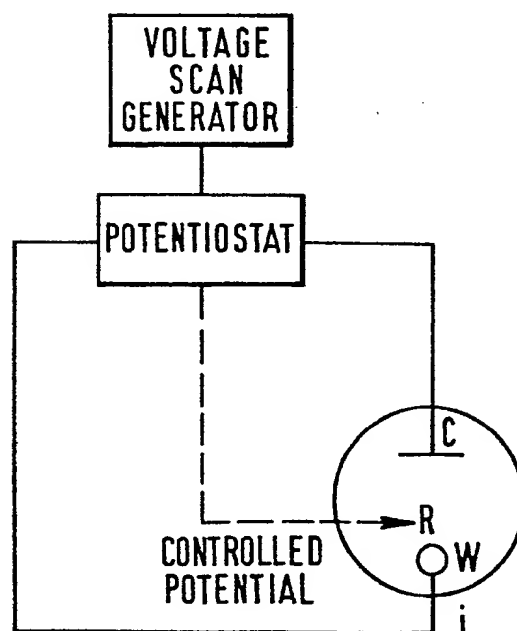 VOLTAGE
SCAN
GENERATOR
POTENTIOSTAT
C
R
W
CONTROLLED
POTENTIAL
i